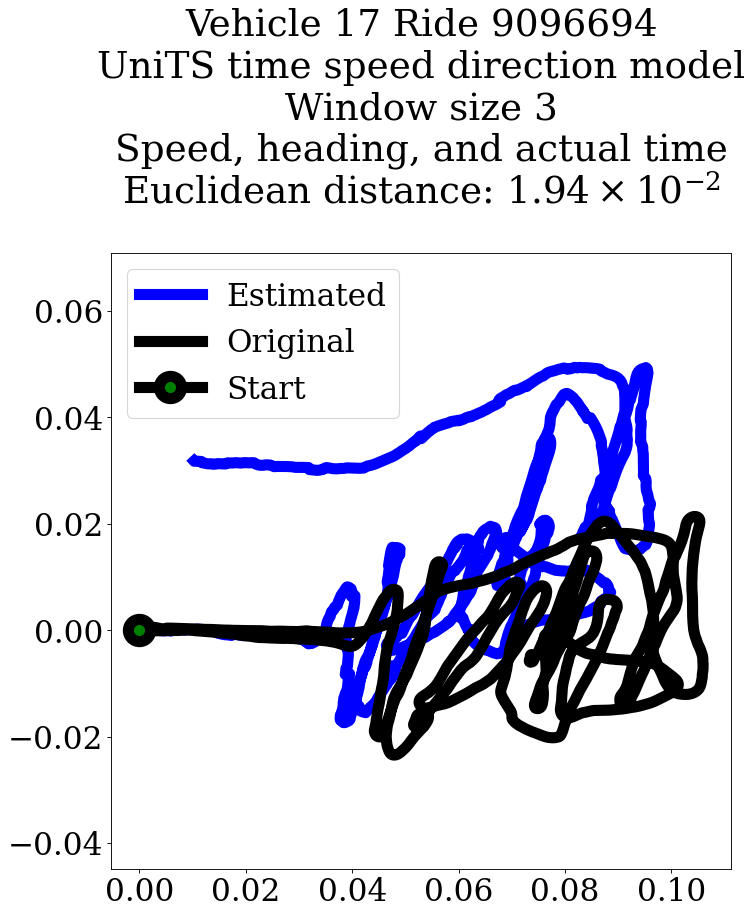 Vehicle 17 Ride 9096694
UniTS time speed direction model
Window size 3
Speed, heading, and actual time
Euclidean distance: 1.94 × 10⁻²
Estimated
Original
Start
0.06
0.04
0.02
0.00
−0.02
−0.04
0.00 0.02 0.04 0.06 0.08 0.10